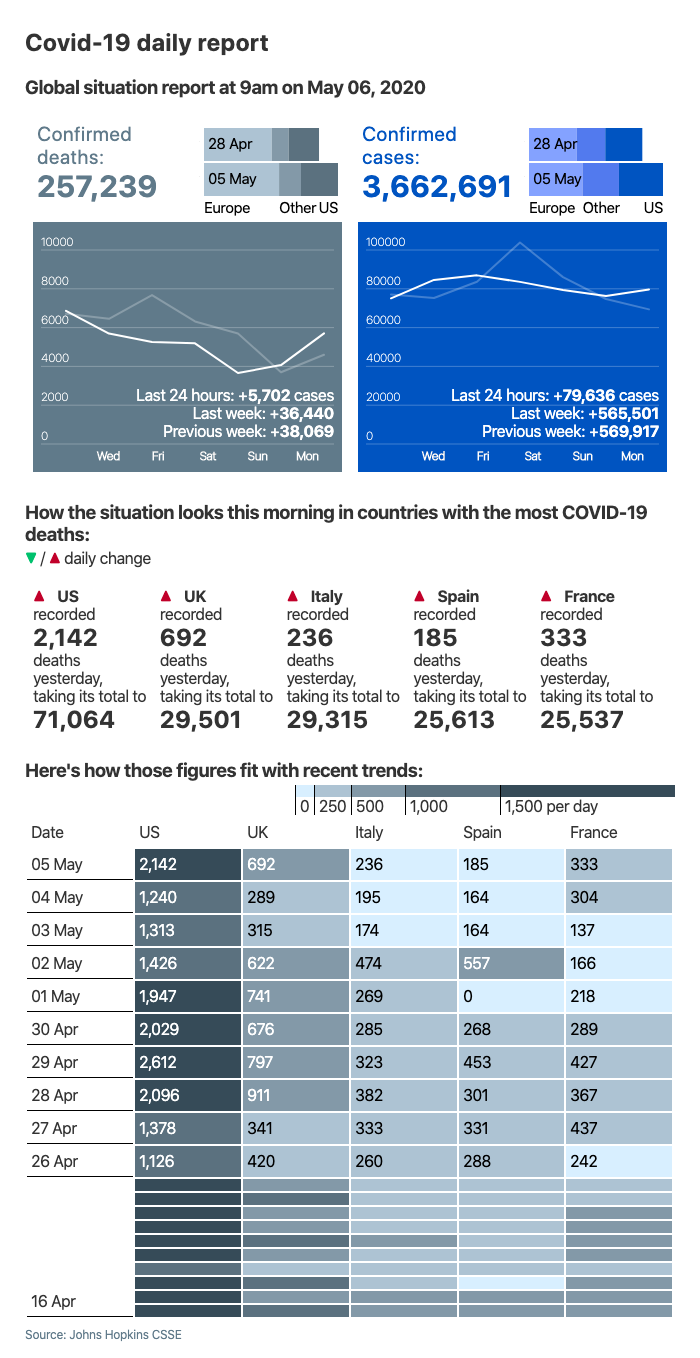 Covid-19 daily report
Global situation report at 9am on May 06, 2020
Confirmed
deaths:
257,239
28 Apr
05 May
Europe Other US
Confirmed
cases:
3,662,691
28 Apr
05 May
Europe Other US
10000
8000
6000
4000
2000
0
Last 24 hours: +5,702 cases
Last week: +36,440
Previous week: +38,069
Wed Fri Sat Sun Mon
100000
80000
60000
40000
20000
0
Last 24 hours: +79,636 cases
Last week: +565,501
Previous week: +569,917
Wed Fri Sat Sun Mon
How the situation looks this morning in countries with the most COVID-19
deaths:
▼ / ▲ daily change
▲ US
recorded
2,142
deaths
yesterday,
taking its total to
71,064
▲ UK
recorded
692
deaths
yesterday,
taking its total to
29,501
▲ Italy
recorded
236
deaths
yesterday,
taking its total to
29,315
▲ Spain
recorded
185
deaths
yesterday,
taking its total to
25,613
▲ France
recorded
333
deaths
yesterday,
taking its total to
25,537
Here's how those figures fit with recent trends:
0 250 500 1,000 1,500 per day
Date US UK Italy Spain France
05 May 2,142 692 236 185 333
04 May 1,240 289 195 164 304
03 May 1,313 315 174 164 137
02 May 1,426 622 474 557 166
01 May 1,947 741 269 0 218
30 Apr 2,029 676 285 268 289
29 Apr 2,612 797 323 453 427
28 Apr 2,096 911 382 301 367
27 Apr 1,378 341 333 331 437
26 Apr 1,126 420 260 288 242
16 Apr
Source: Johns Hopkins CSSE